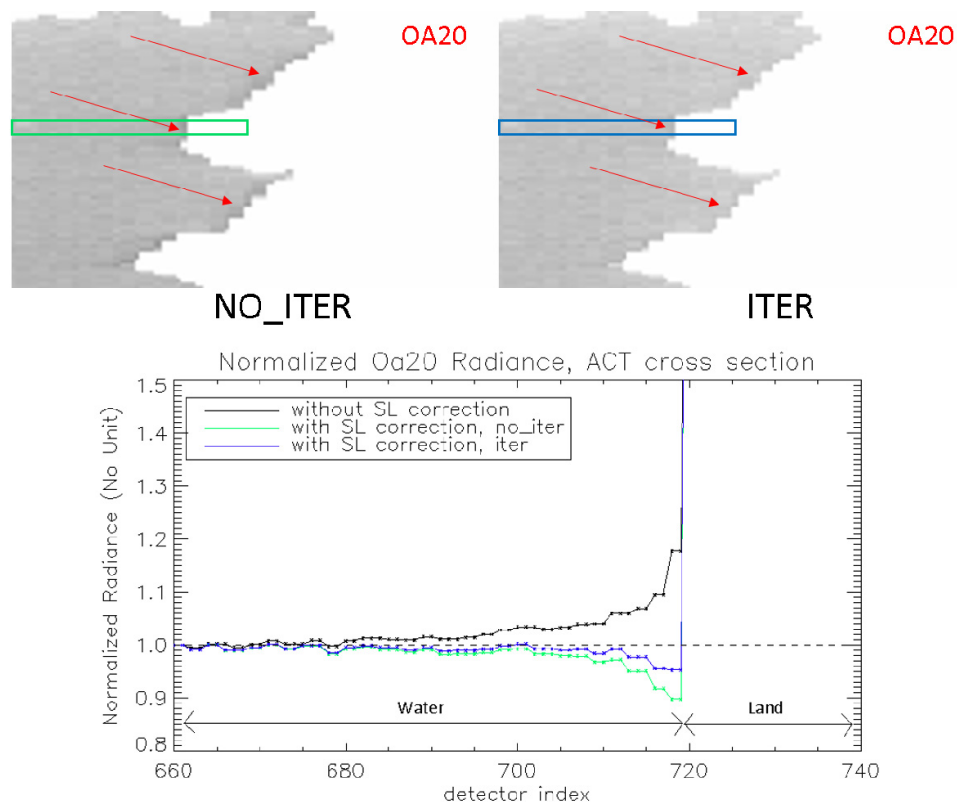 OA20
OA20
NO_ITER
ITER
Normalized Oa20 Radiance, ACT cross section
Normalized Radiance (No Unit)
1.5
1.4
1.3
1.2
1.1
1.0
0.9
0.8
without SL correction
with SL correction, no_iter
with SL correction, iter
Water
Land
660
680
700
720
740
detector index